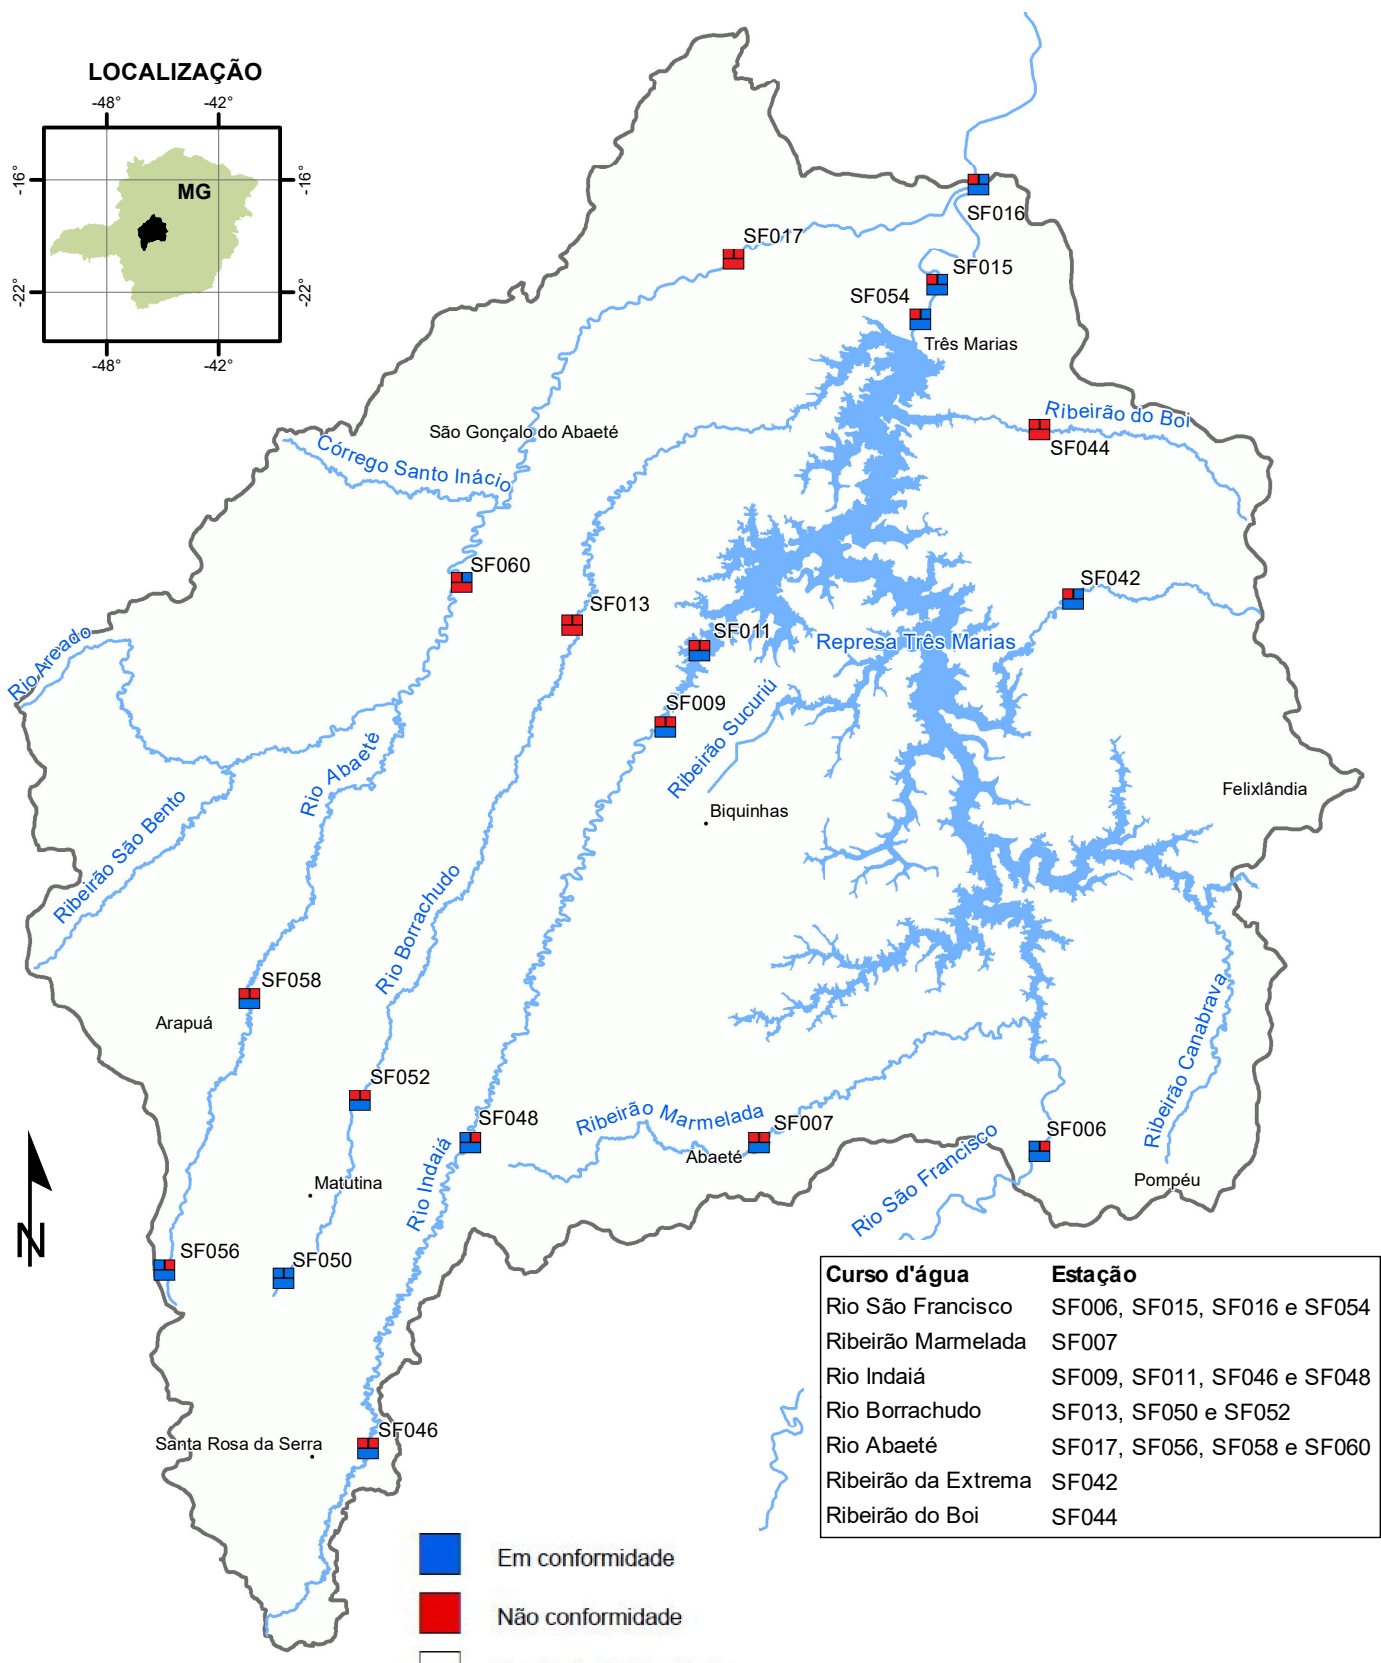 LOCALIZAÇÃO
-48°
-42°
-16°
-16°
MG
-22°
-22°
-48°
-42°
SF016
SF017
SF015
SF054
Três Marias
Ribeirão do Boi
São Gonçalo do Abaeté
SF044
Córrego Santo Inácio
SF060
SF042
SF013
SF011
Represa Três Marias
Rio Areado
SF009
Ribeirão Sucuriú
Rio Abaeté
Felixlândia
Biquinhas
Ribeirão São Bento
Rio Borrachudo
SF058
Arapuá
Ribeirão Canabrava
SF052
SF048
Ribeirão Marmelada
SF007
SF006
Abaeté
Rio São Francisco
Pompéu
Rio Indaiá
Matutina
N
SF056
SF050
SF046
Santa Rosa da Serra
Curso d'água Estação
Rio São Francisco SF006, SF015, SF016 e SF054
Ribeirão Marmelada SF007
Rio Indaiá SF009, SF011, SF046 e SF048
Rio Borrachudo SF013, SF050 e SF052
Rio Abaeté SF017, SF056, SF058 e SF060
Ribeirão da Extrema SF042
Ribeirão do Boi SF044
Em conformidade
Não conformidade